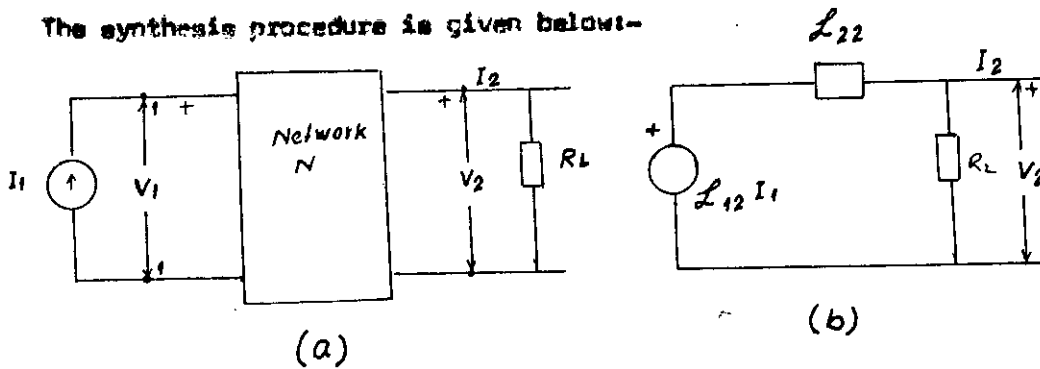 The synthesis procedure is given below:-
ℒ22
I2
I2
+
+
+
+
Network
N
I1
V1
V2
RL
RL
V2
ℒ12 I1
1
1
(a)
(b)